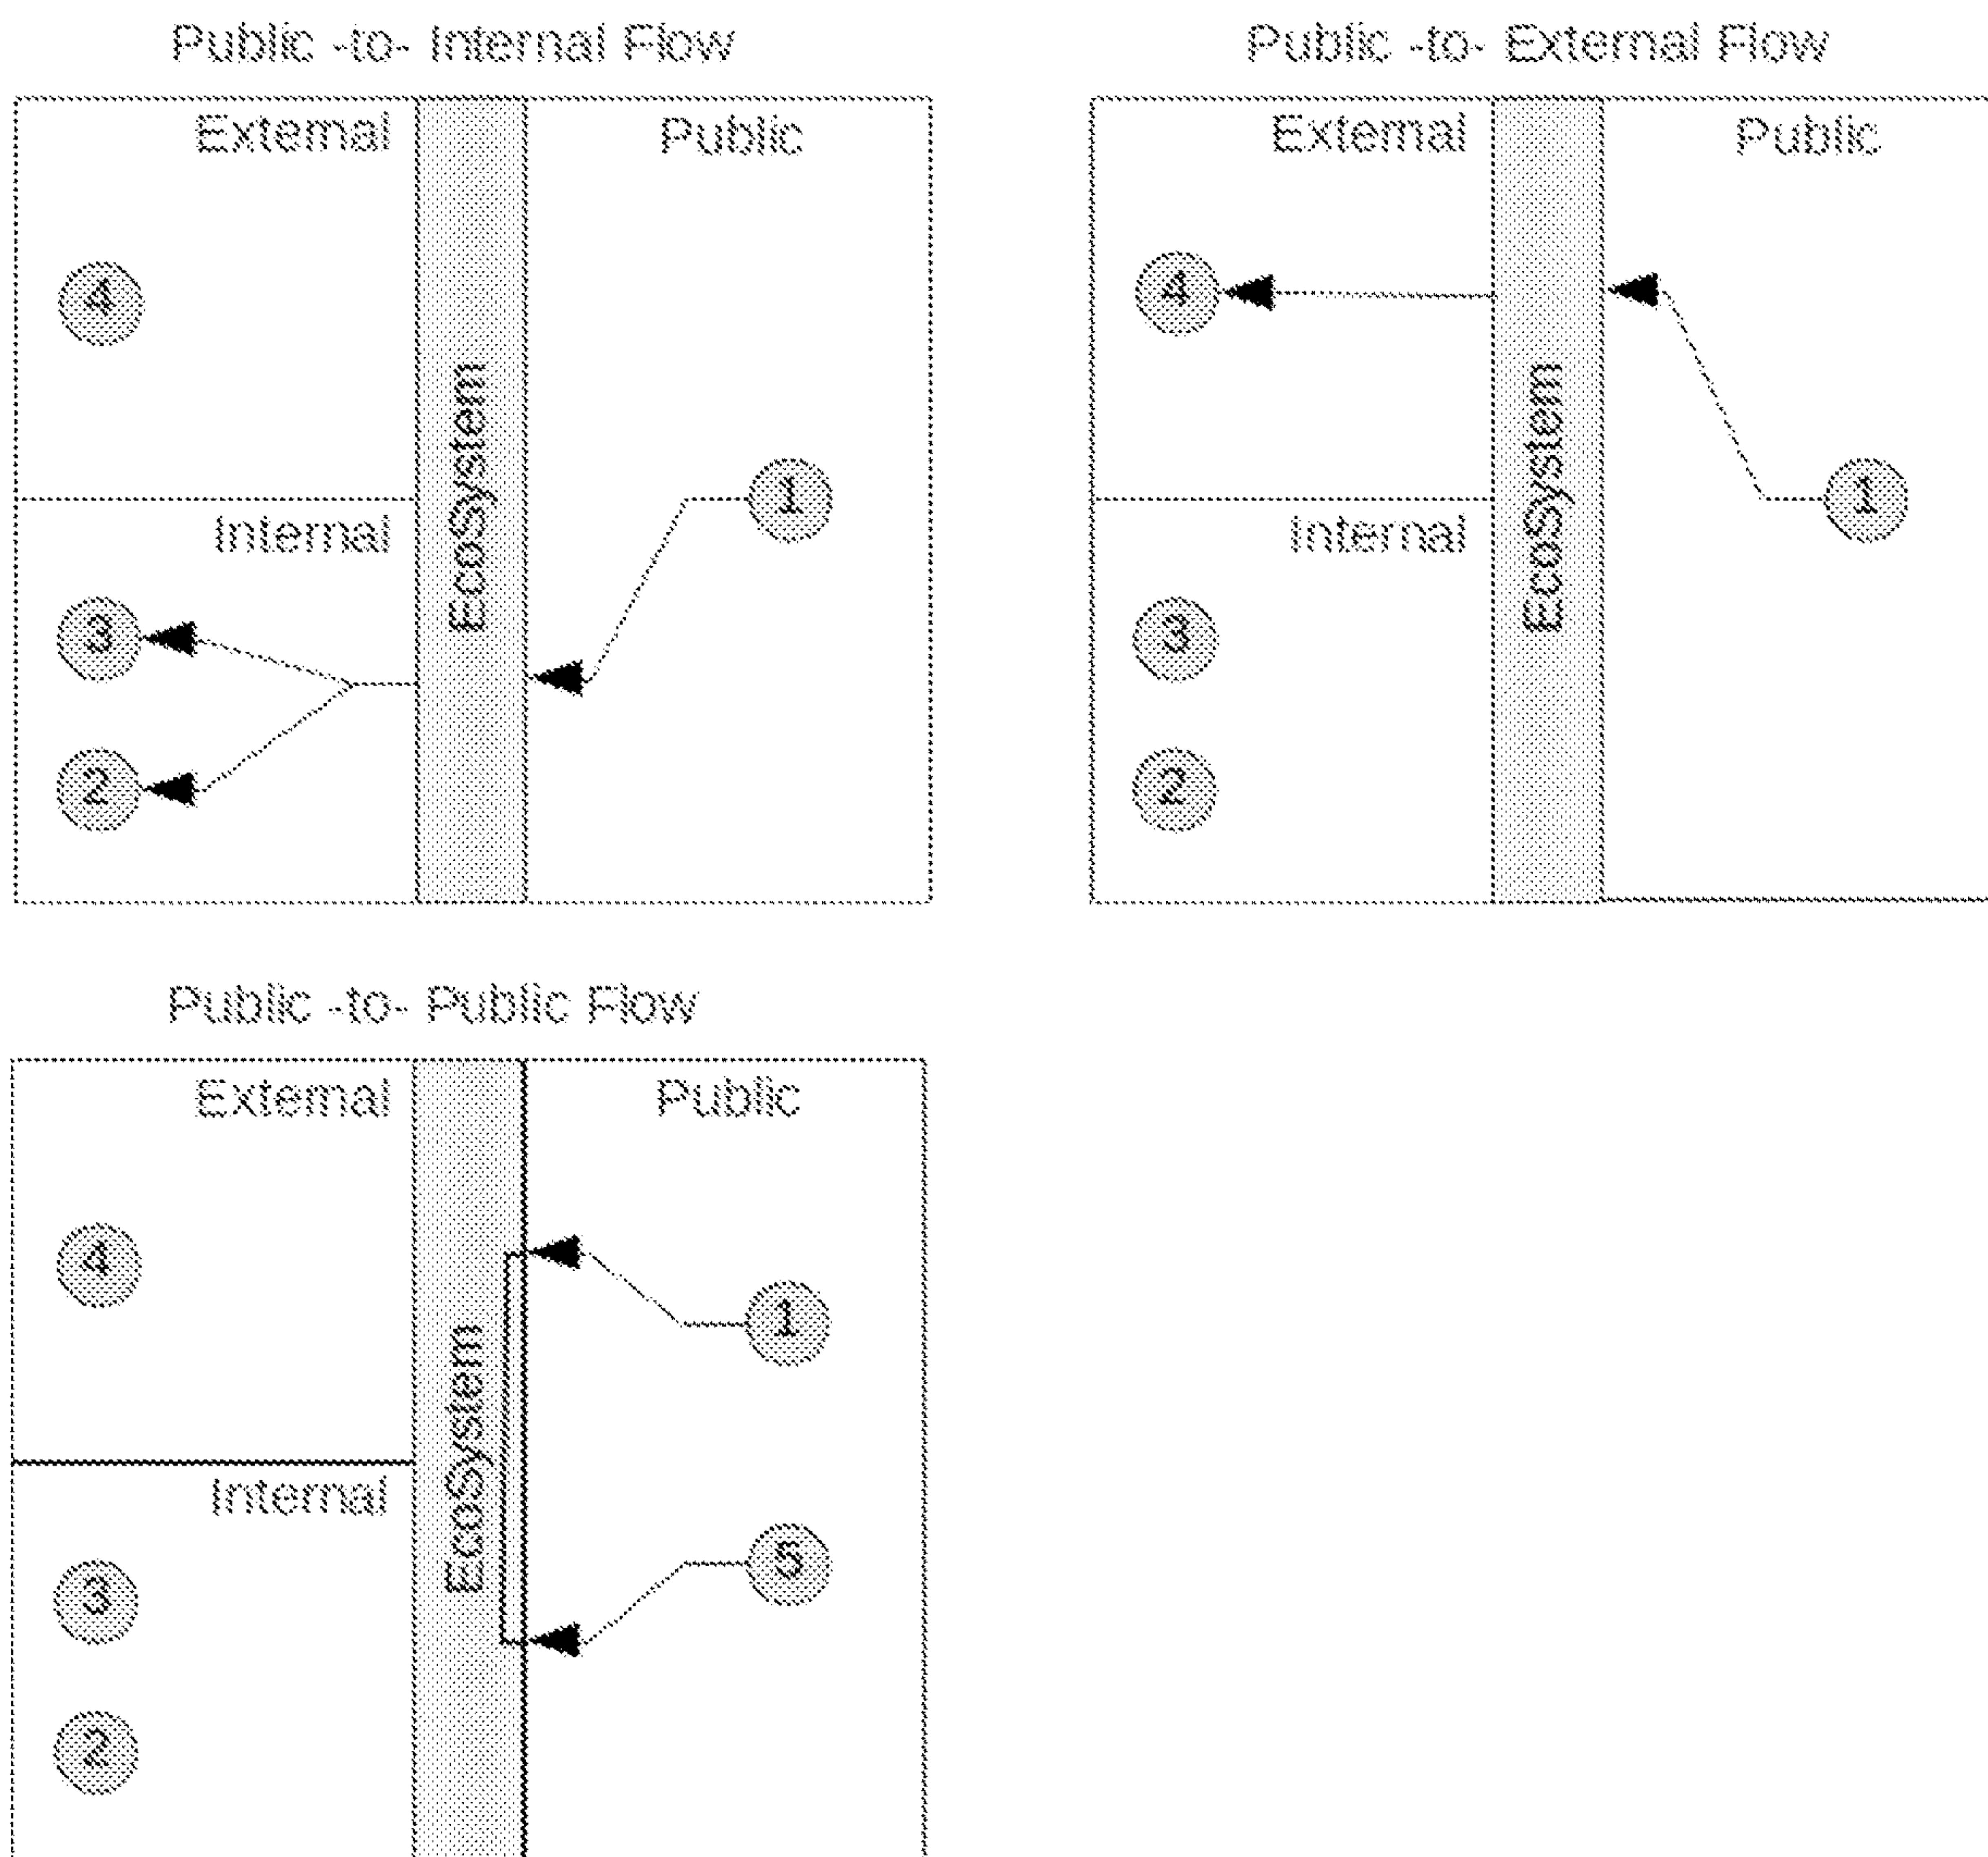 Public -to- Internal Flow
External
Public
4
EcoSystem
1
Internal
3
2
Public -to- External Flow
External
Public
4
EcoSystem
1
Internal
3
2
Public -to- Public Flow
External
Public
4
1
EcoSystem
Internal
5
3
2